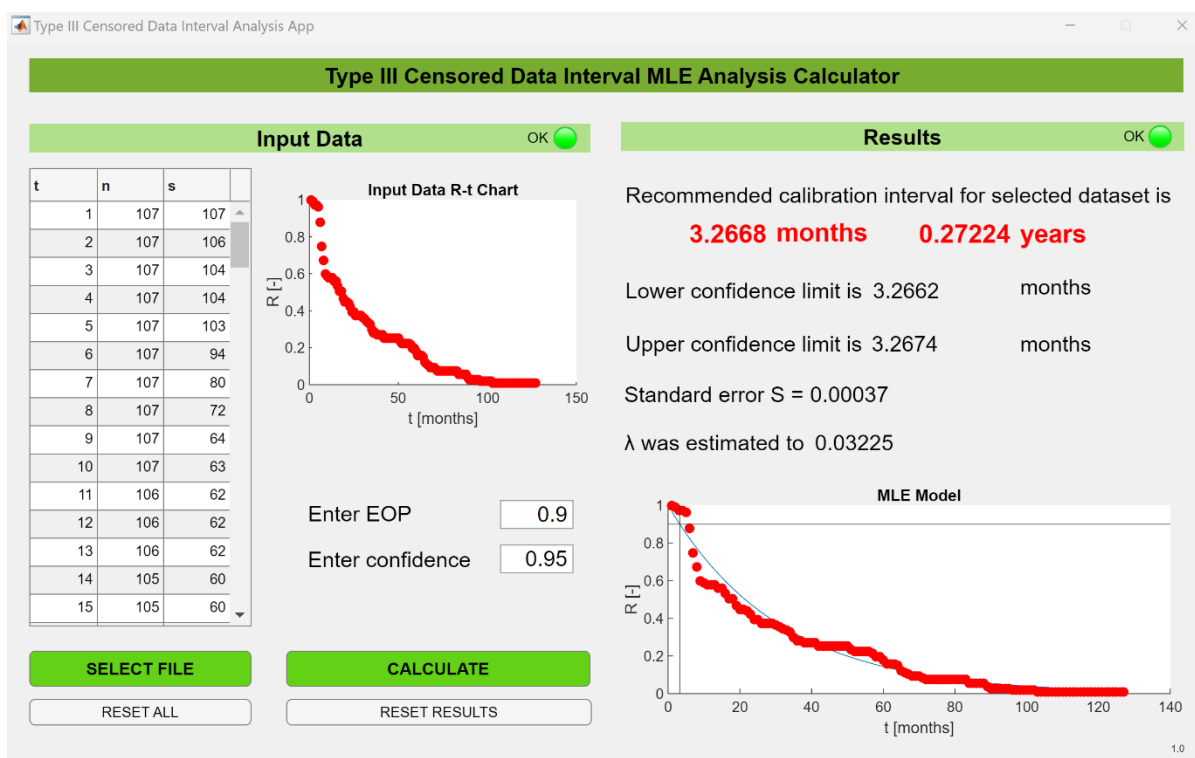 Type III Censored Data Interval Analysis App
Type III Censored Data Interval MLE Analysis Calculator
Input Data
OK
t n s
1 107 107
2 107 106
3 107 104
4 107 104
5 107 103
6 107 94
7 107 80
8 107 72
9 107 64
10 107 63
11 106 62
12 106 62
13 106 62
14 105 60
15 105 60
Input Data R-t Chart
1
0.8
0.6
0.4
0.2
0
R [-]
0 50 100 150
t [months]
Enter EOP 0.9
Enter confidence 0.95
SELECT FILE
CALCULATE
RESET ALL
RESET RESULTS
Results
OK
Recommended calibration interval for selected dataset is
3.2668 months 0.27224 years
Lower confidence limit is 3.2662 months
Upper confidence limit is 3.2674 months
Standard error S = 0.00037
λ was estimated to 0.03225
MLE Model
1
0.8
0.6
0.4
0.2
0
R [-]
0 20 40 60 80 100 120 140
t [months]
1.0